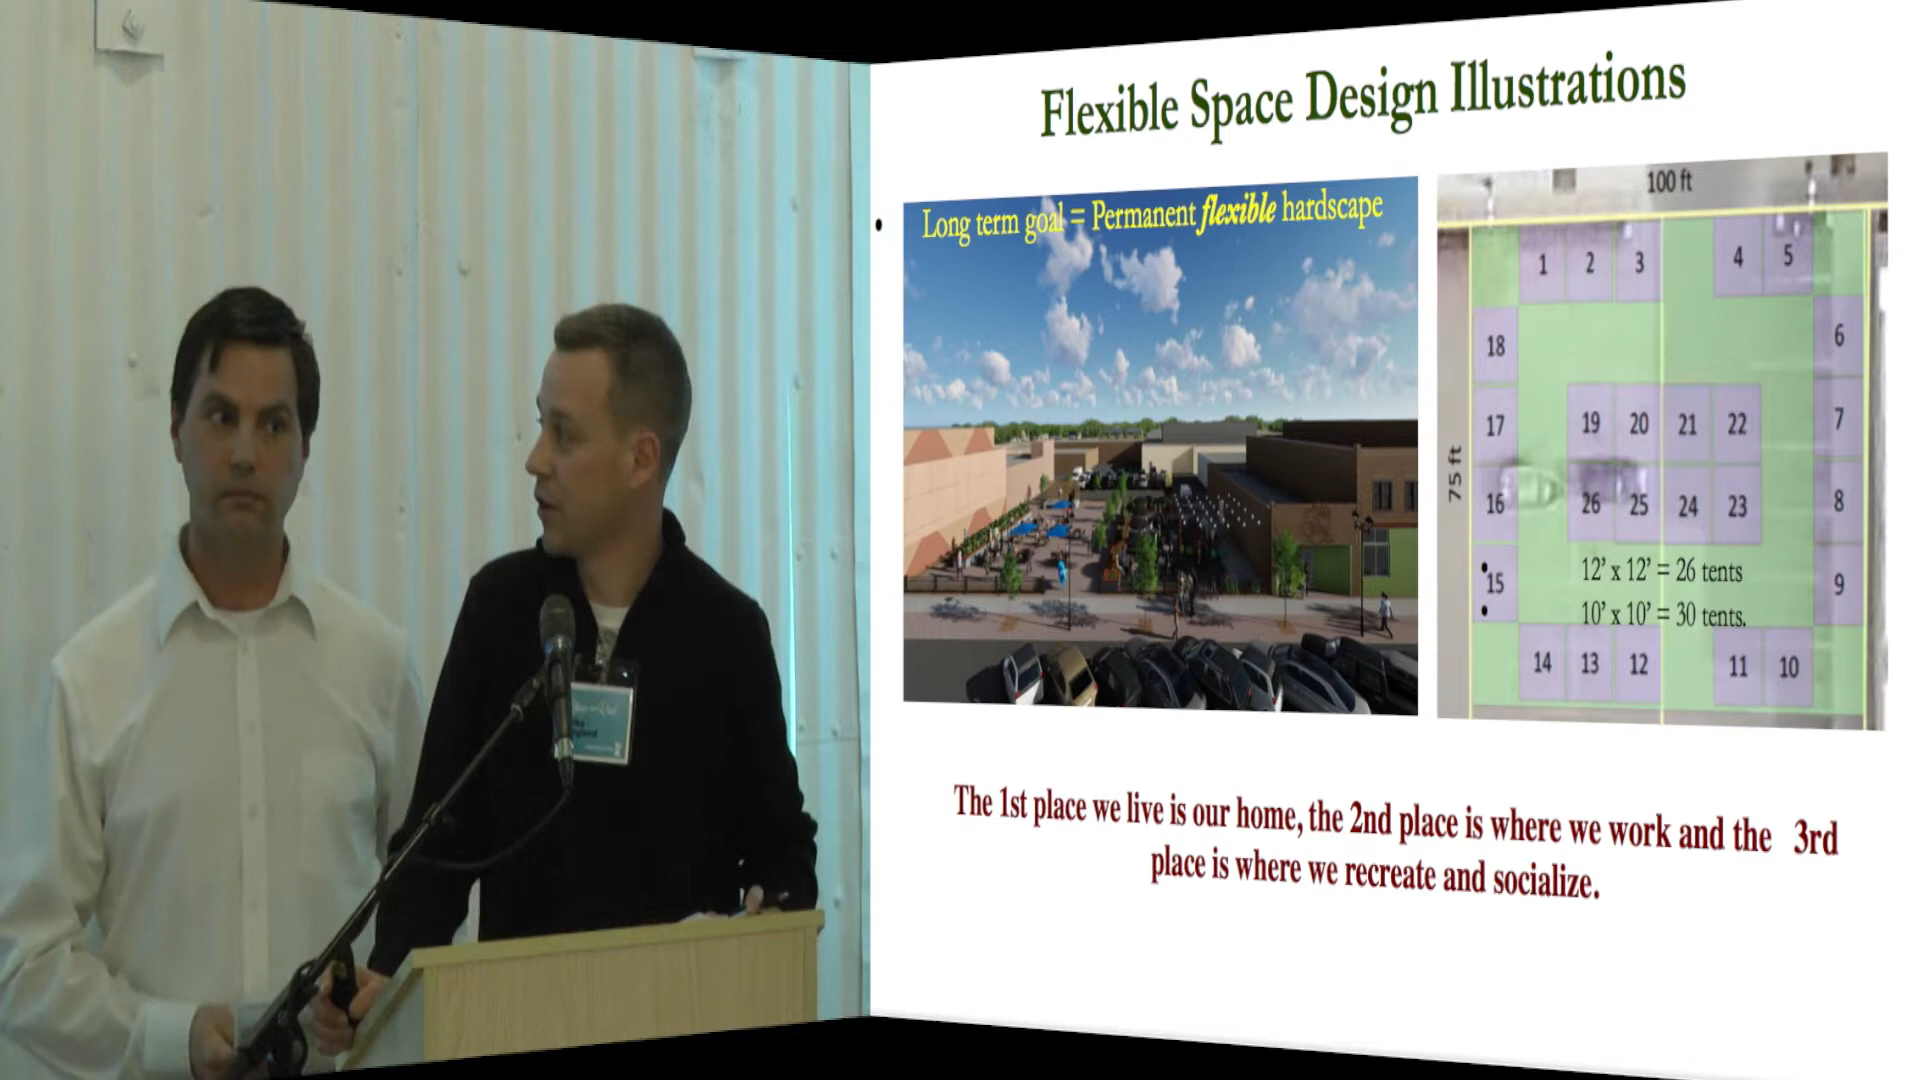 Flexible Space Design Illustrations
• Long term goal = Permanent flexible hardscape
100 ft
75 ft
1 2 3 4 5
18 6
17 19 20 21 22 7
16 26 25 24 23 8
15 9
• 12’ x 12’ = 26 tents
• 10’ x 10’ = 30 tents.
14 13 12 11 10
The 1st place we live is our home, the 2nd place is where we work and the 3rd
place is where we recreate and socialize.